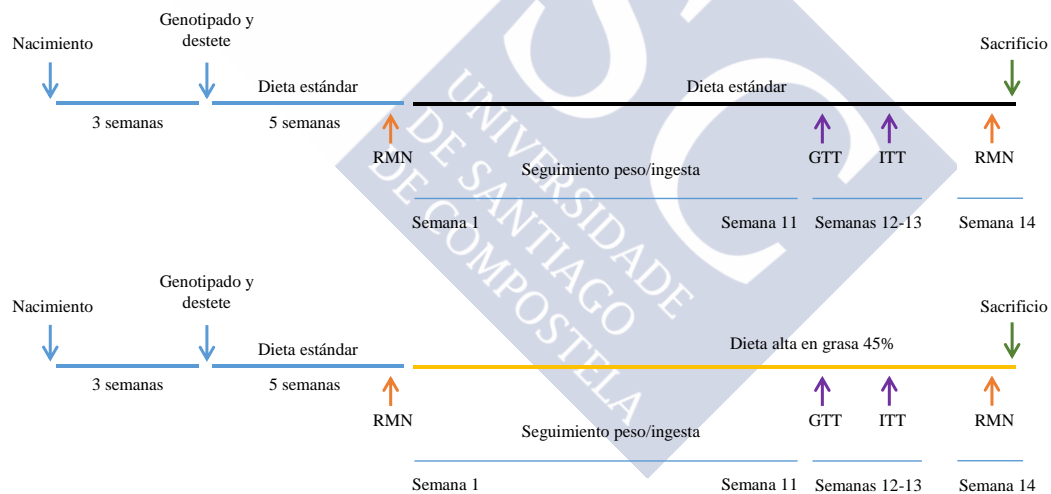 Genotipado y
destete
Nacimiento
Sacrificio
Dieta estándar
Dieta estándar
3 semanas
5 semanas
RMN
GTT
ITT
RMN
Seguimiento peso/ingesta
Semana 1
Semana 11
Semanas 12-13
Semana 14
UNIVERSIDADE
DE SANTIAGO
DE COMPOSTELA
Genotipado y
destete
Nacimiento
Sacrificio
Dieta estándar
Dieta alta en grasa 45%
3 semanas
5 semanas
RMN
GTT
ITT
RMN
Seguimiento peso/ingesta
Semana 1
Semana 11
Semanas 12-13
Semana 14